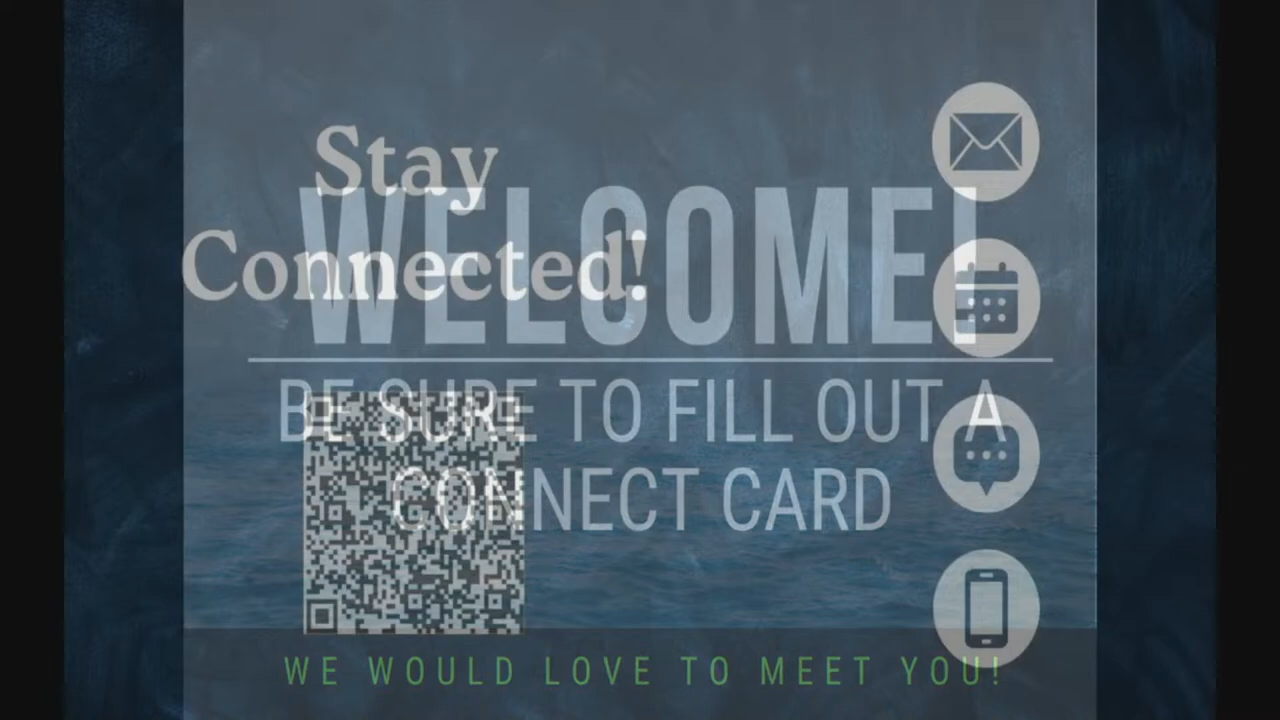 Stay
Connected!
WELCOME!
BE SURE TO FILL OUT A
CONNECT CARD
WE WOULD LOVE TO MEET YOU!